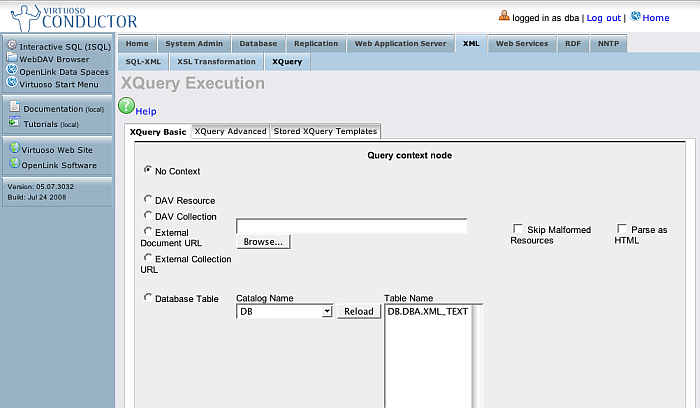 VIRTUOSO
CONDUCTOR
logged in as dba | Log out | Home
Interactive SQL (ISQL)
WebDAV Browser
OpenLink Data Spaces
Virtuoso Start Menu
Documentation (local)
Tutorials (local)
Virtuoso Web Site
OpenLink Software
Version: 05.07.3032
Build: Jul 24 2008
Home System Admin Database Replication Web Application Server XML Web Services RDF NNTP
SQL-XML XSL Transformation XQuery
XQuery Execution
? Help
XQuery Basic XQuery Advanced Stored XQuery Templates
Query context node
No Context
DAV Resource
DAV Collection
External
Document URL
Browse...
Skip Malformed
Resources
Parse as
HTML
External Collection
URL
Database Table
Catalog Name
DB
Reload
Table Name
DB.DBA.XML_TEXT